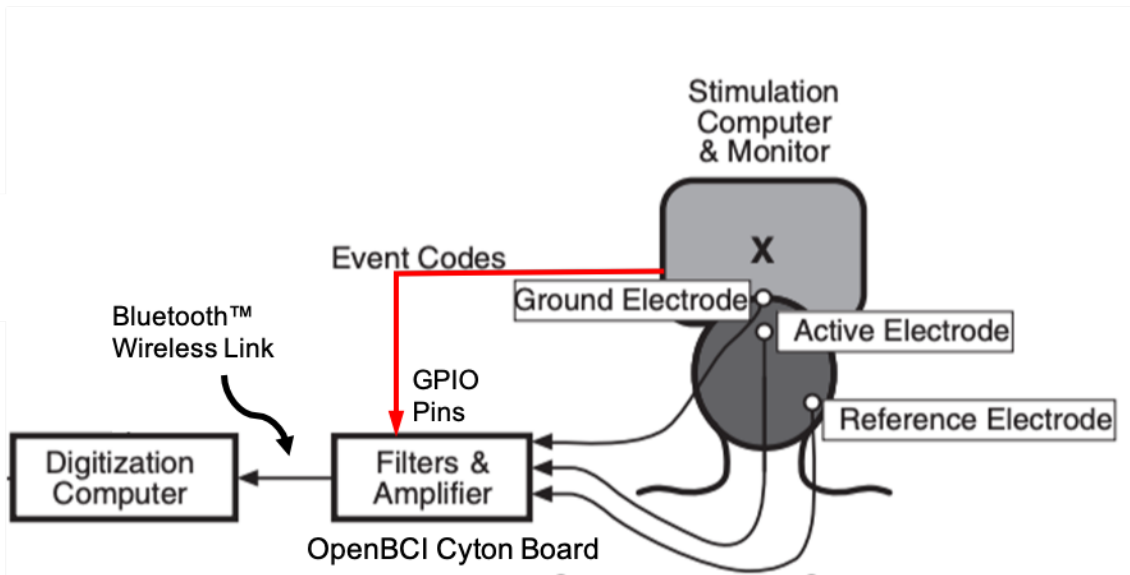 Stimulation
Computer
& Monitor
X
Event Codes
Ground Electrode
Active Electrode
Bluetooth™
Wireless Link
GPIO
Pins
Reference Electrode
Digitization
Computer
Filters &
Amplifier
OpenBCI Cyton Board